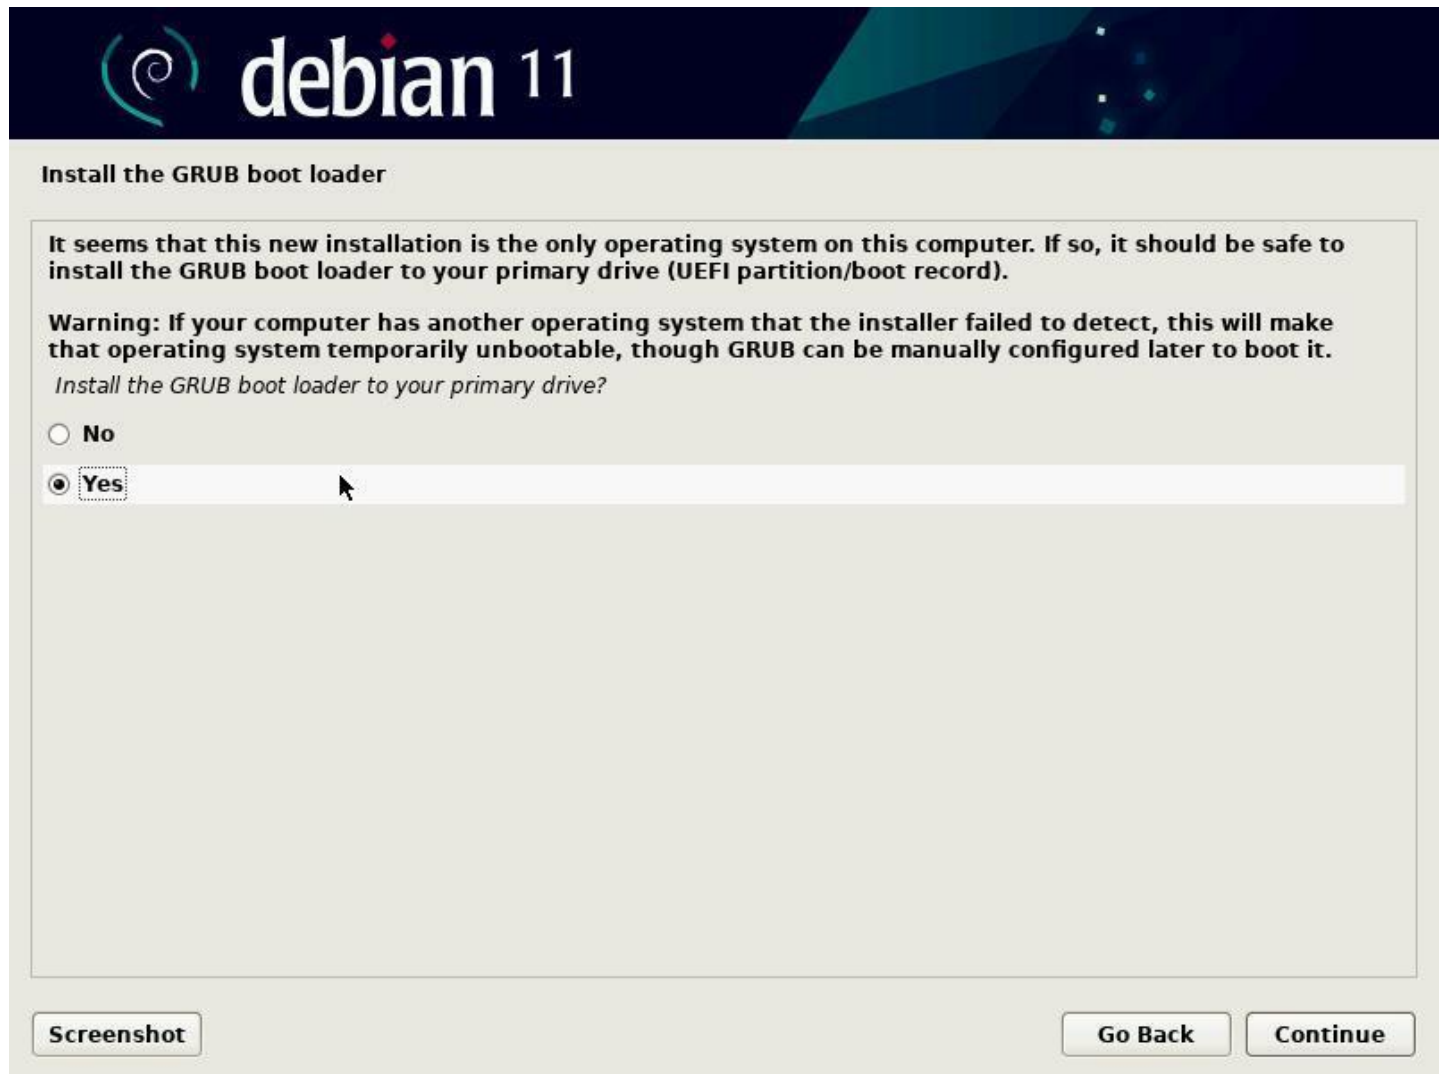 debian 11
Install the GRUB boot loader
It seems that this new installation is the only operating system on this computer. If so, it should be safe to
install the GRUB boot loader to your primary drive (UEFI partition/boot record).
Warning: If your computer has another operating system that the installer failed to detect, this will make
that operating system temporarily unbootable, though GRUB can be manually configured later to boot it.
Install the GRUB boot loader to your primary drive?
No
Yes
Screenshot
Go Back
Continue